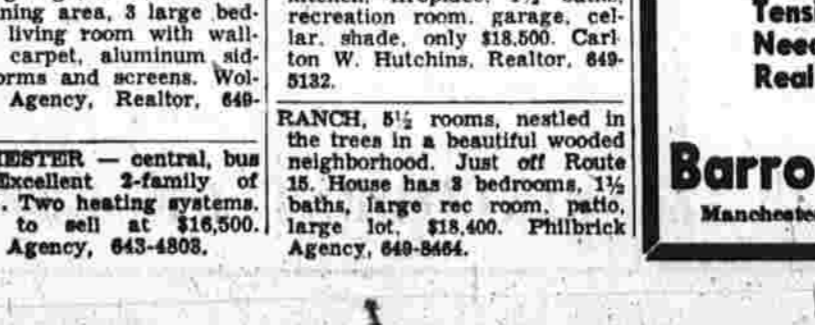 ning area, 3 large bed-
living room with wall-
carpet, aluminum sid-
orms and screens. Wol-
Agency, Realtor, 649-
ESTER — central, bus
Excellent 2-family of
. Two heating systems.
to sell at $16,500.
Agency, 643-4803.
recreation room, garage, cel-
lar, shade, only $18,500. Carl-
ton W. Hutchins, Realtor, 649-
5132.
RANCH, 5½ rooms, nestled in
the trees in a beautiful wooded
neighborhood. Just off Route
15. House has 3 bedrooms, 1½
baths, large rec room, patio,
large lot, $18,400. Philbrick
Agency, 649-8464.
Tensi
Need
Real
Barro
Mancheste